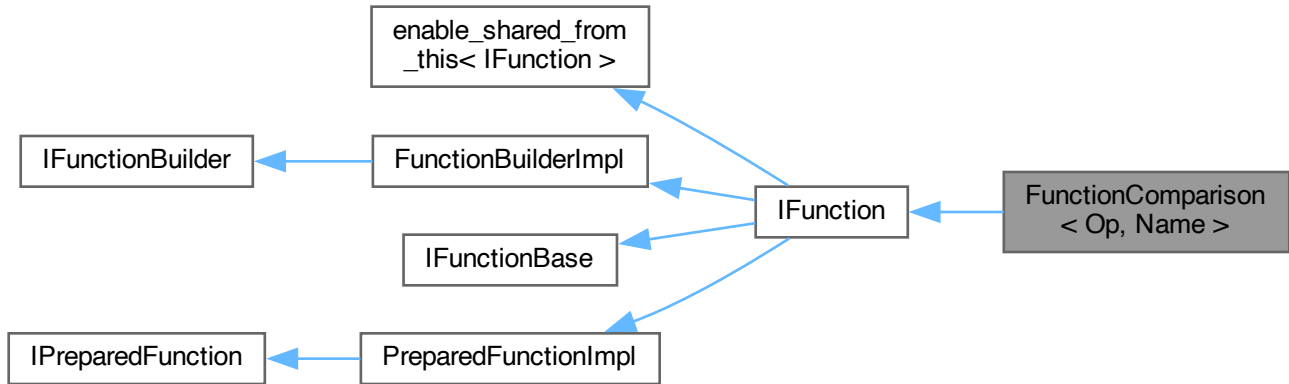 enable_shared_from
_this< IFunction >
IFunctionBuilder
FunctionBuilderImpl
IFunction
FunctionComparison
< Op, Name >
IFunctionBase
IPreparedFunction
PreparedFunctionImpl